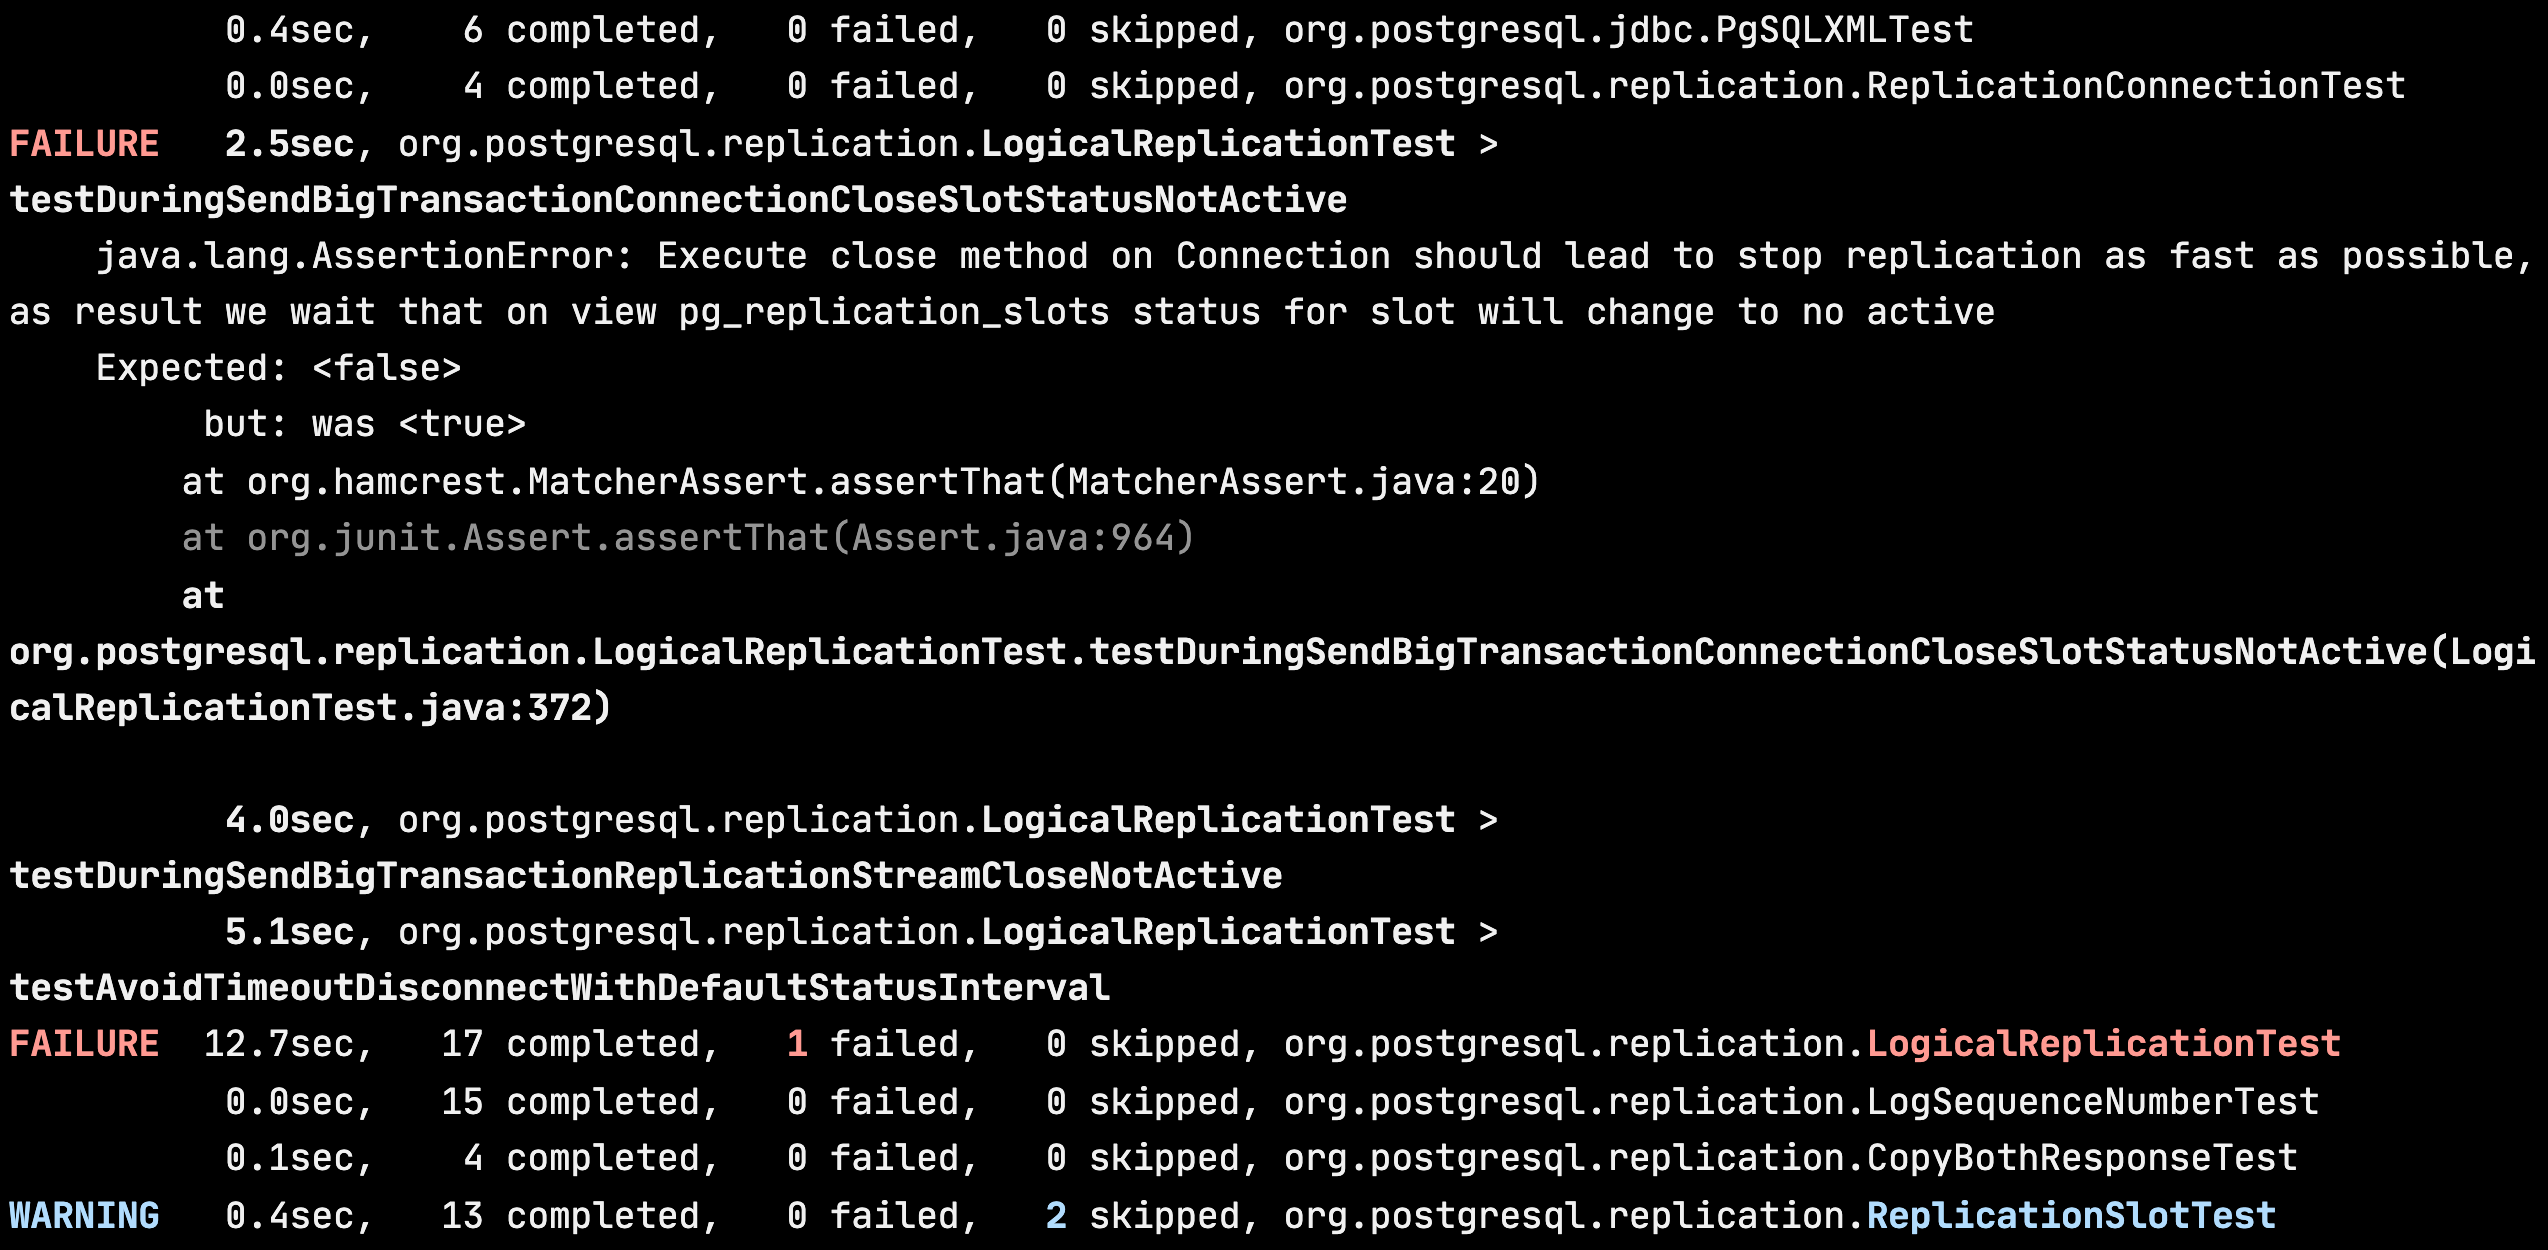 0.4sec,    6 completed,   0 failed,   0 skipped, org.postgresql.jdbc.PgSQLXMLTest
0.0sec,    4 completed,   0 failed,   0 skipped, org.postgresql.replication.ReplicationConnectionTest
FAILURE   2.5sec, org.postgresql.replication.LogicalReplicationTest >
testDuringSendBigTransactionConnectionCloseSlotStatusNotActive
java.lang.AssertionError: Execute close method on Connection should lead to stop replication as fast as possible,
as result we wait that on view pg_replication_slots status for slot will change to no active
Expected: <false>
but: was <true>
at org.hamcrest.MatcherAssert.assertThat(MatcherAssert.java:20)
at org.junit.Assert.assertThat(Assert.java:964)
at
org.postgresql.replication.LogicalReplicationTest.testDuringSendBigTransactionConnectionCloseSlotStatusNotActive(Logi
calReplicationTest.java:372)
4.0sec, org.postgresql.replication.LogicalReplicationTest >
testDuringSendBigTransactionReplicationStreamCloseNotActive
5.1sec, org.postgresql.replication.LogicalReplicationTest >
testAvoidTimeoutDisconnectWithDefaultStatusInterval
FAILURE  12.7sec,   17 completed,   1 failed,   0 skipped, org.postgresql.replication.LogicalReplicationTest
0.0sec,   15 completed,   0 failed,   0 skipped, org.postgresql.replication.LogSequenceNumberTest
0.1sec,    4 completed,   0 failed,   0 skipped, org.postgresql.replication.CopyBothResponseTest
WARNING   0.4sec,   13 completed,   0 failed,   2 skipped, org.postgresql.replication.ReplicationSlotTest